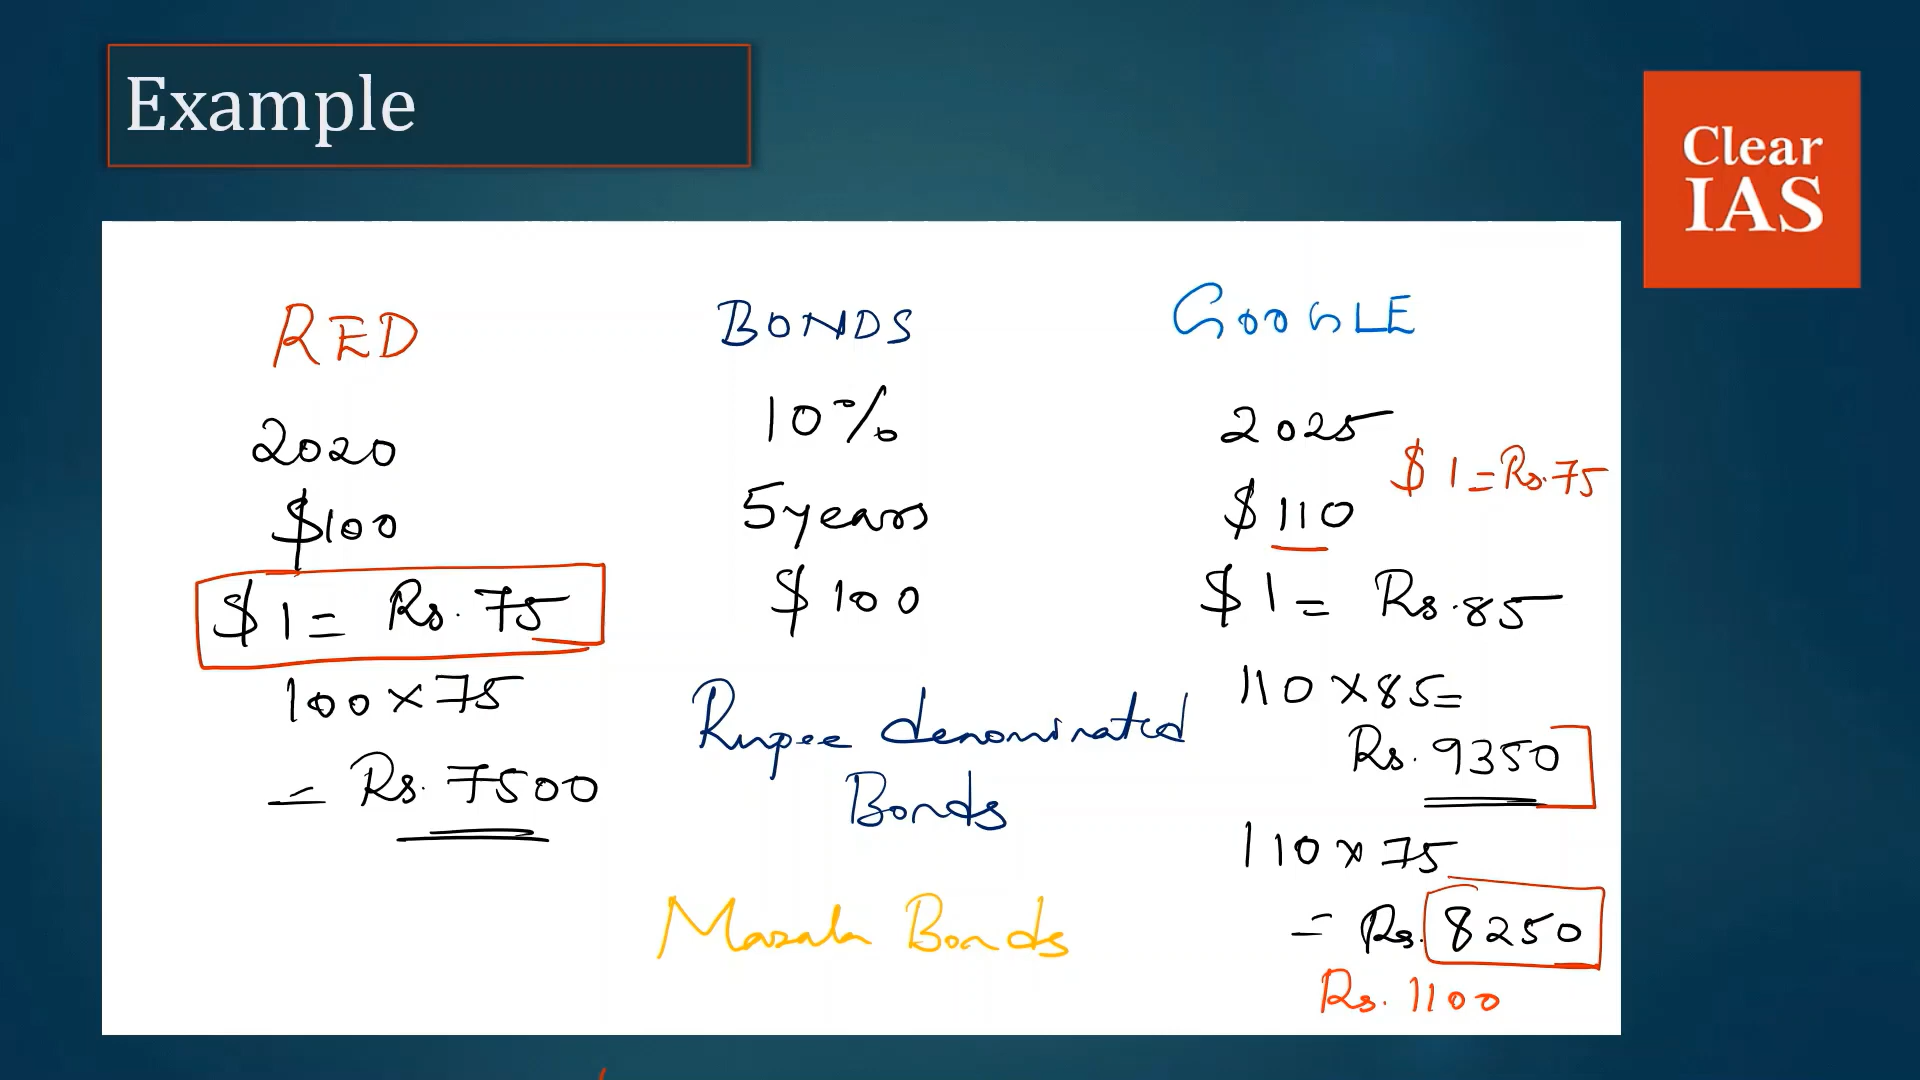 Example
Clear
IAS
RED
2020
$100
$1 = Rs. 75
100 × 75
= Rs. 7500
BONDS
10%
5 years
$100
Rupee denominated
Bonds
Masala Bonds
GOOGLE
2025
$1 = Rs. 75
$110
$1 = Rs. 85
110 × 85 =
Rs. 9350
110 × 75
= Rs. 8250
Rs. 1100